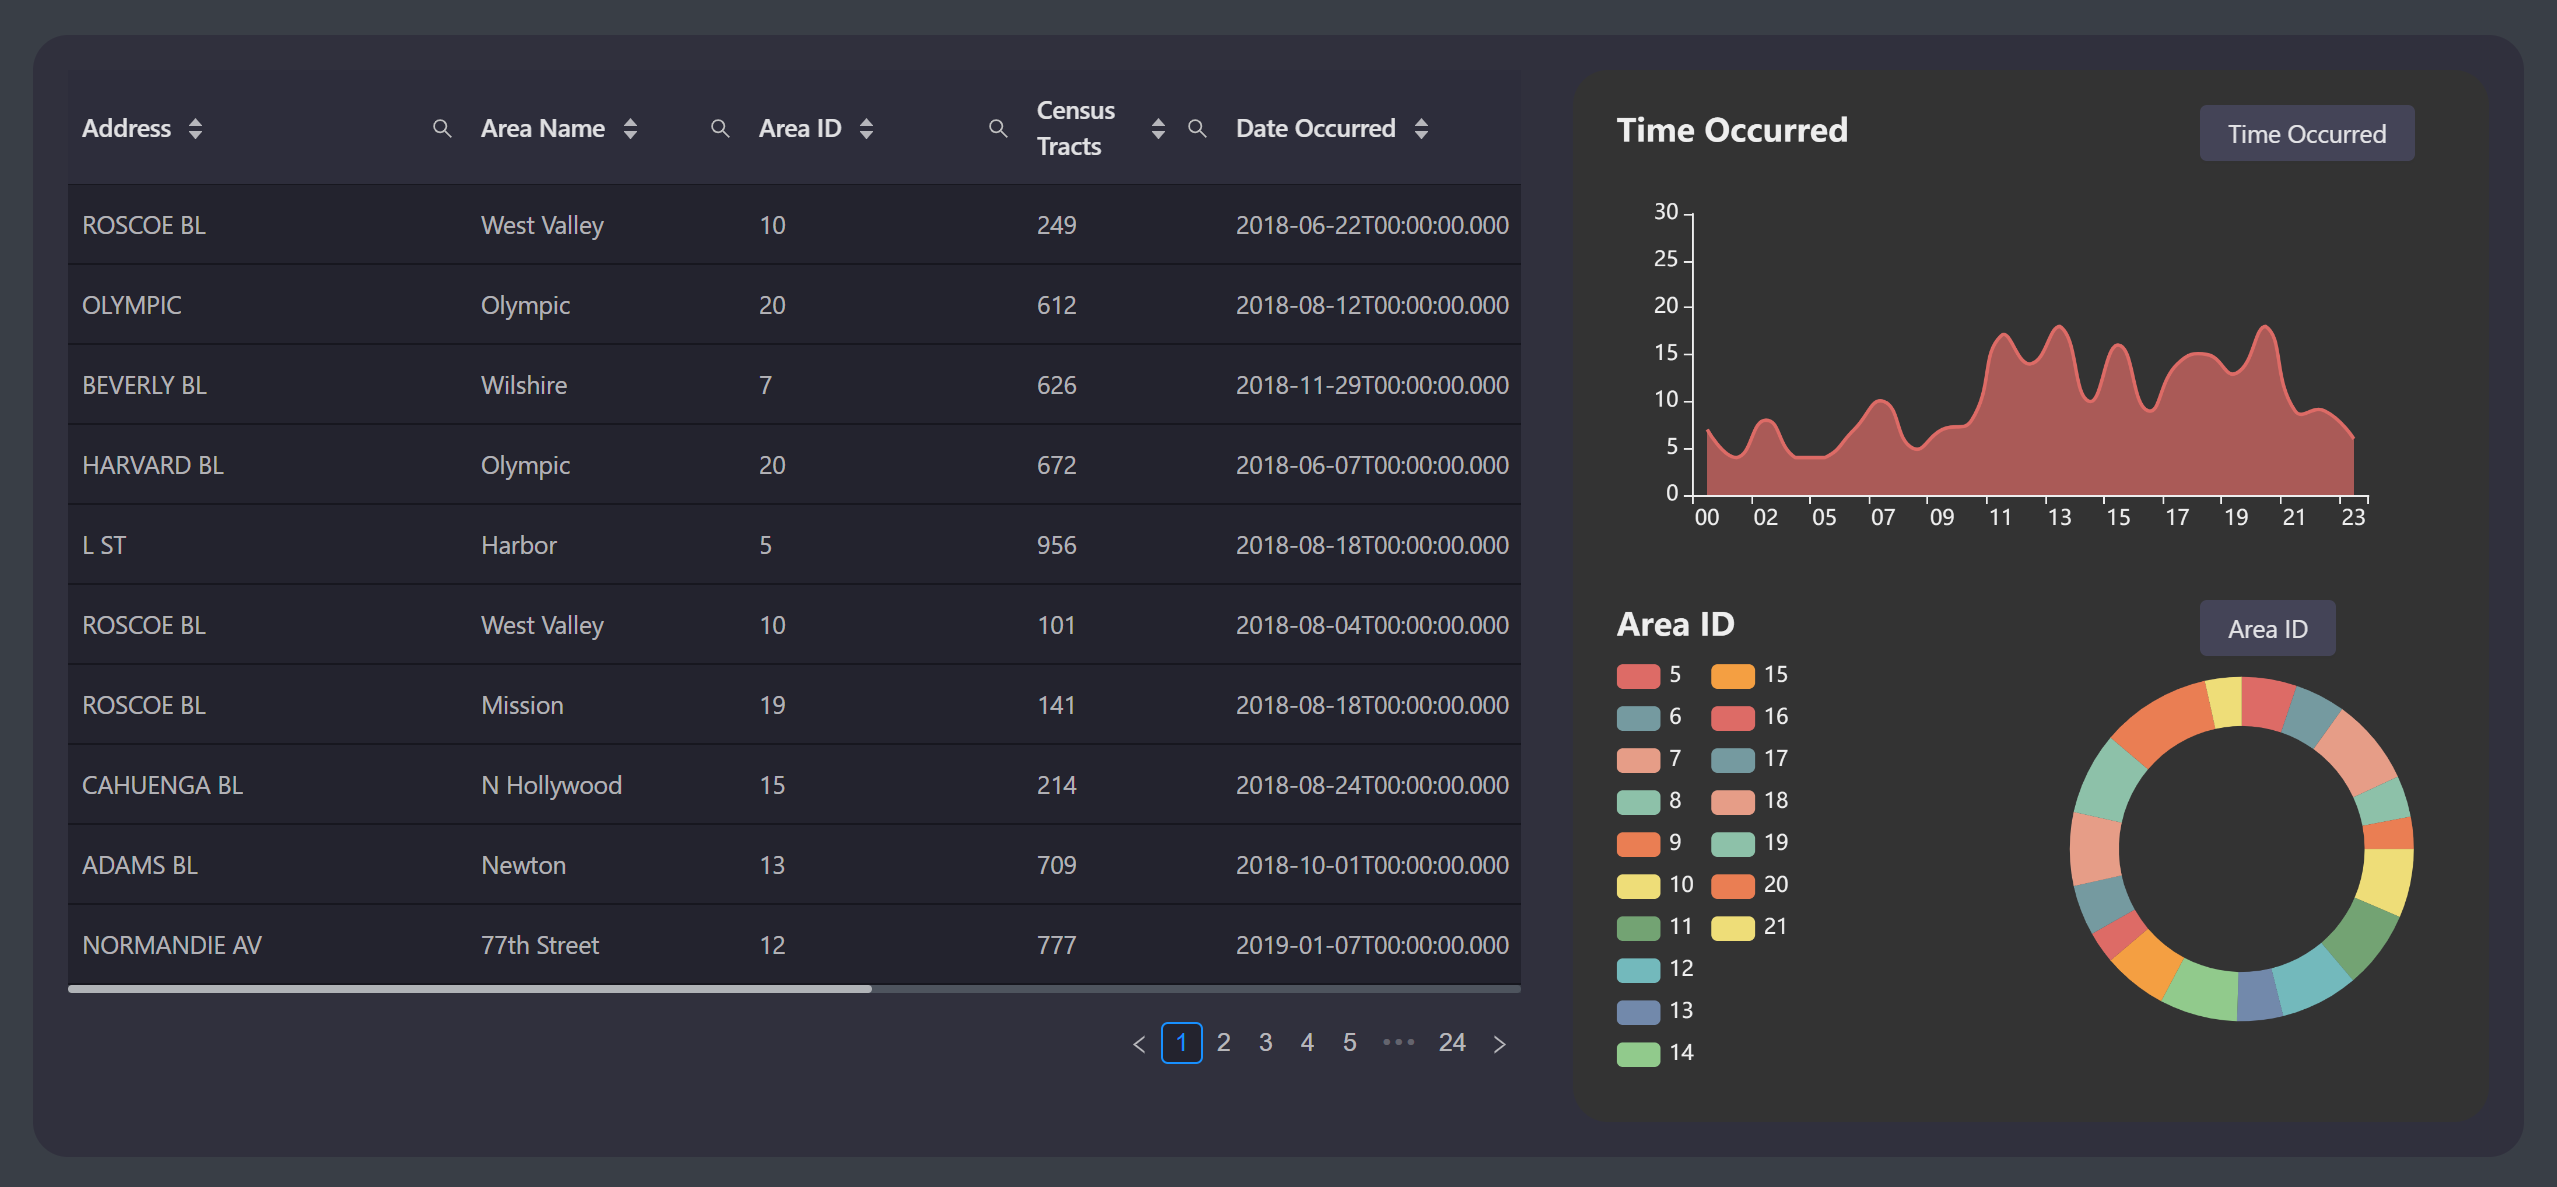 Address Area Name Area ID Census Tracts Date Occurred
ROSCOE BL West Valley 10 249 2018-06-22T00:00:00.000
OLYMPIC Olympic 20 612 2018-08-12T00:00:00.000
BEVERLY BL Wilshire 7 626 2018-11-29T00:00:00.000
HARVARD BL Olympic 20 672 2018-06-07T00:00:00.000
L ST Harbor 5 956 2018-08-18T00:00:00.000
ROSCOE BL West Valley 10 101 2018-08-04T00:00:00.000
ROSCOE BL Mission 19 141 2018-08-18T00:00:00.000
CAHUENGA BL N Hollywood 15 214 2018-08-24T00:00:00.000
ADAMS BL Newton 13 709 2018-10-01T00:00:00.000
NORMANDIE AV 77th Street 12 777 2019-01-07T00:00:00.000
< 1 2 3 4 5 ••• 24 >
Time Occurred
Time Occurred
30
25
20
15
10
5
0
00 02 05 07 09 11 13 15 17 19 21 23
Area ID
Area ID
5 15
6 16
7 17
8 18
9 19
10 20
11 21
12
13
14